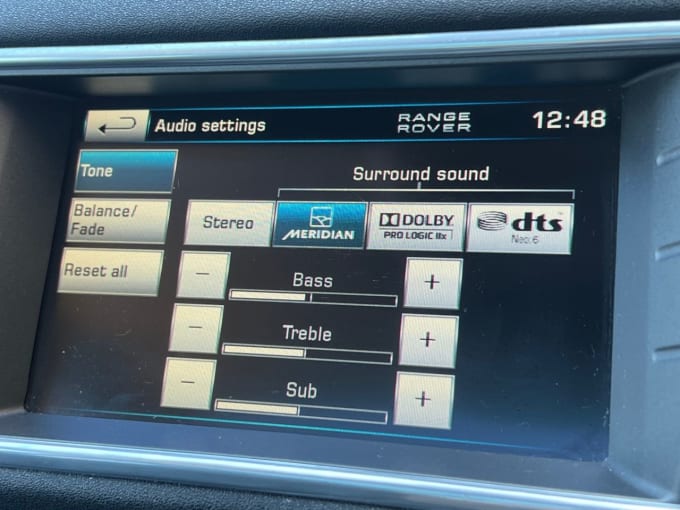 Audio settings
RANGE
ROVER
12:48
Tone
Surround sound
Balance/
Fade
Stereo
MERIDIAN
DOLBY
PRO LOGIC IIx
dts
Neo:6
Reset all
− Bass +
− Treble +
− Sub +